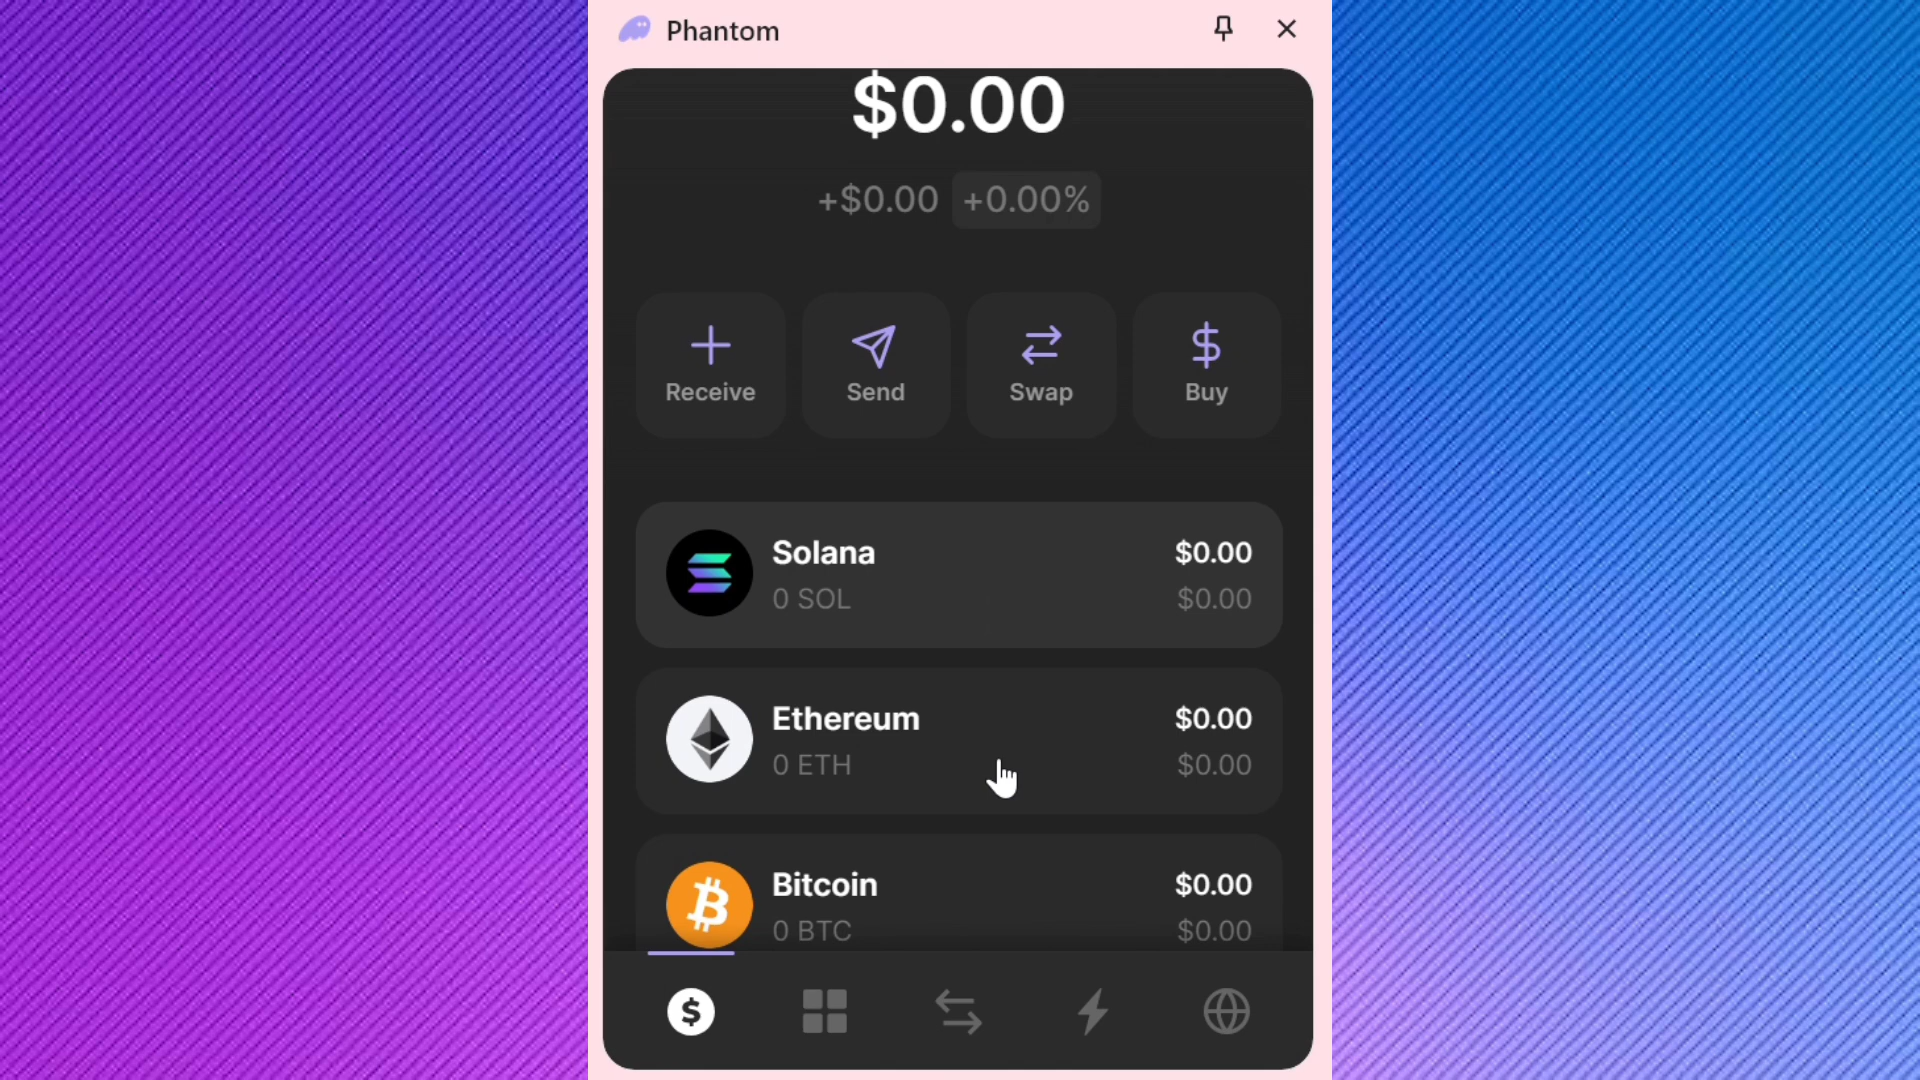 Phantom
$0.00
+$0.00 +0.00%
Receive Send Swap Buy
Solana $0.00
0 SOL $0.00
Ethereum $0.00
0 ETH $0.00
Bitcoin $0.00
0 BTC $0.00